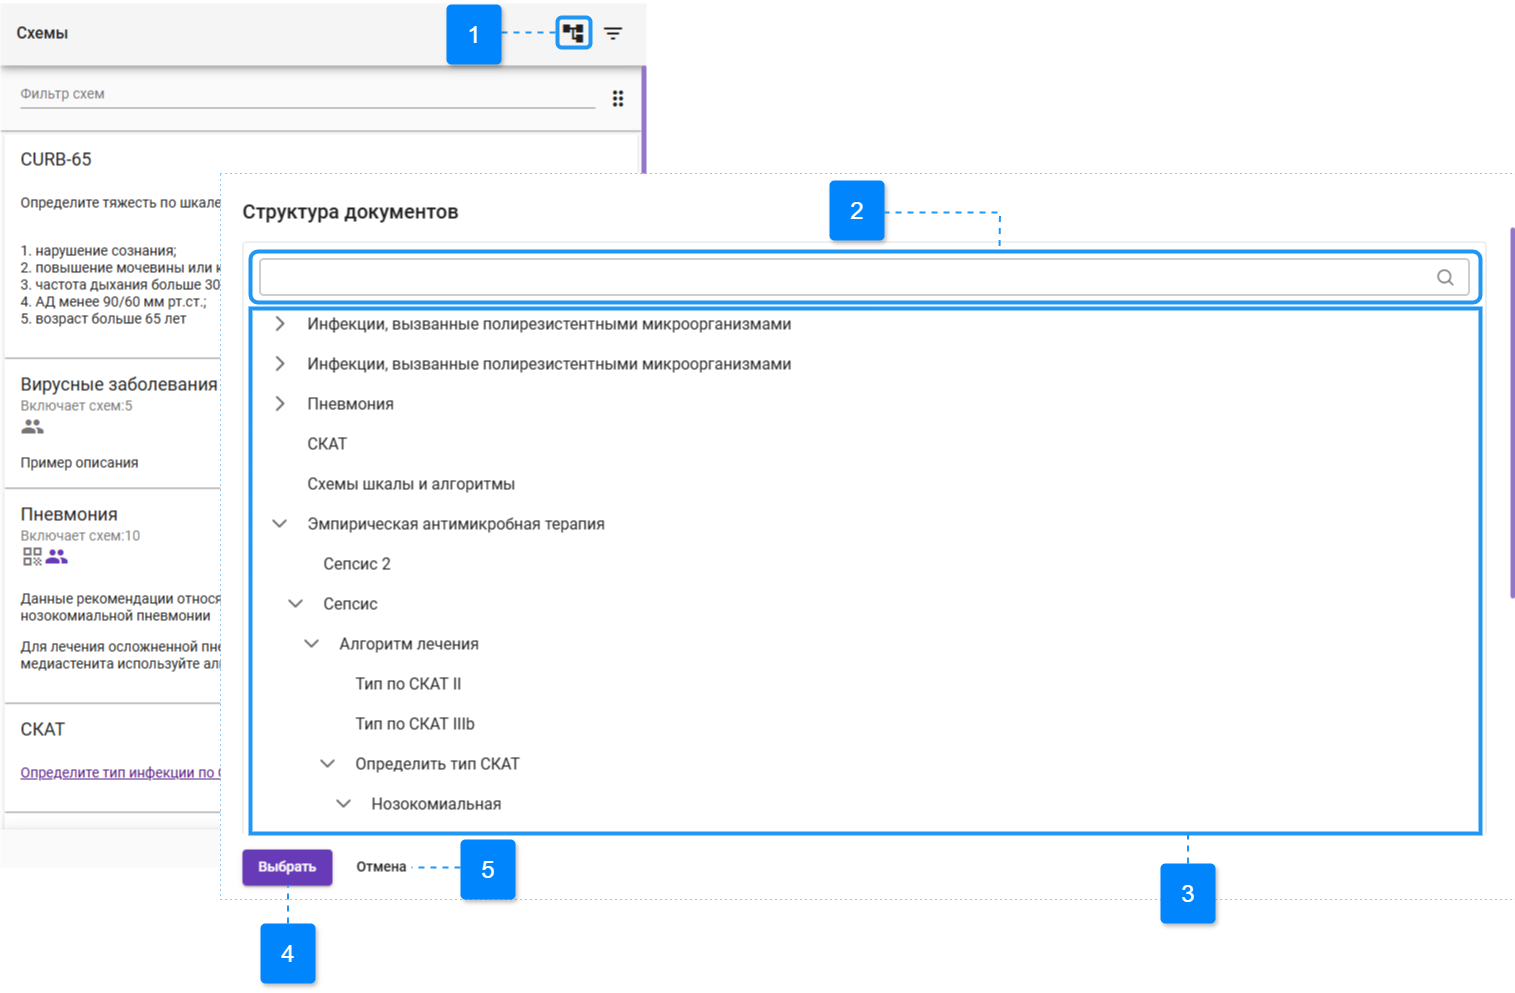 Схемы
1
Фильтр схем
CURB-65
Определите тяжесть по шкале
1. нарушение сознания;
2. повышение мочевины или к
3. частота дыхания больше 30
4. АД менее 90/60 мм рт.ст.;
5. возраст больше 65 лет
Вирусные заболевания
Включает схем:5
Пример описания
Пневмония
Включает схем:10
Данные рекомендации относя
нозокомиальной пневмонии
Для лечения осложненной пне
медиастенита используйте ал
СКАТ
Определите тип инфекции по С
Структура документов
2
Инфекции, вызванные полирезистентными микроорганизмами
Инфекции, вызванные полирезистентными микроорганизмами
Пневмония
СКАТ
Схемы шкалы и алгоритмы
Эмпирическая антимикробная терапия
Сепсис 2
Сепсис
Алгоритм лечения
Тип по СКАТ II
Тип по СКАТ IIIb
Определить тип СКАТ
Нозокомиальная
Выбрать
Отмена
5
3
4